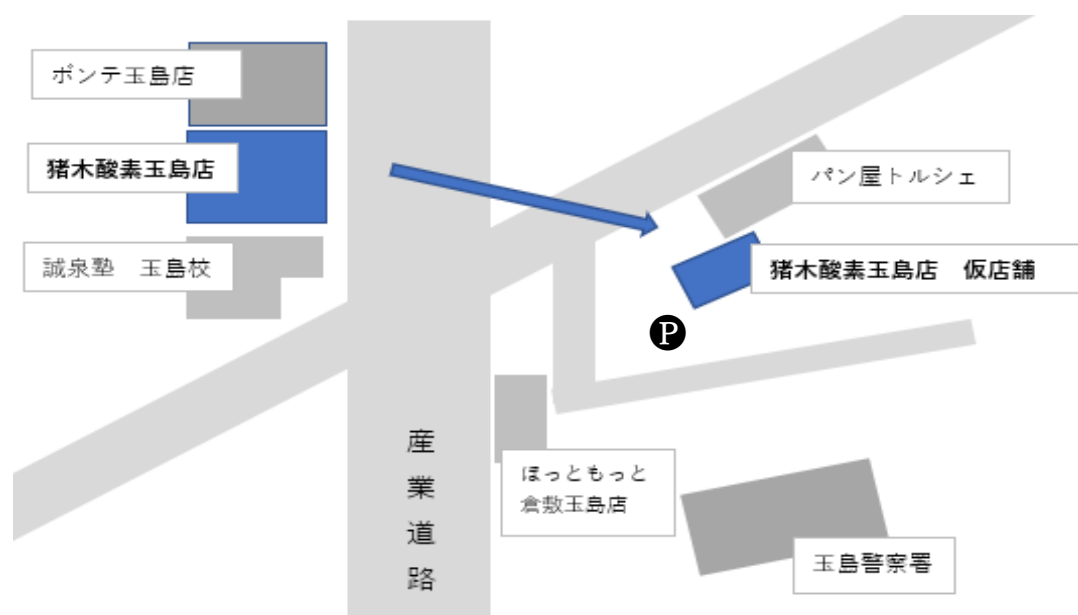 ポンテ玉島店
猪木酸素玉島店
誠泉塾　玉島校
パン屋トルシェ
猪木酸素玉島店　仮店舗
P
産業道路
ほっともっと
倉敷玉島店
玉島警察署